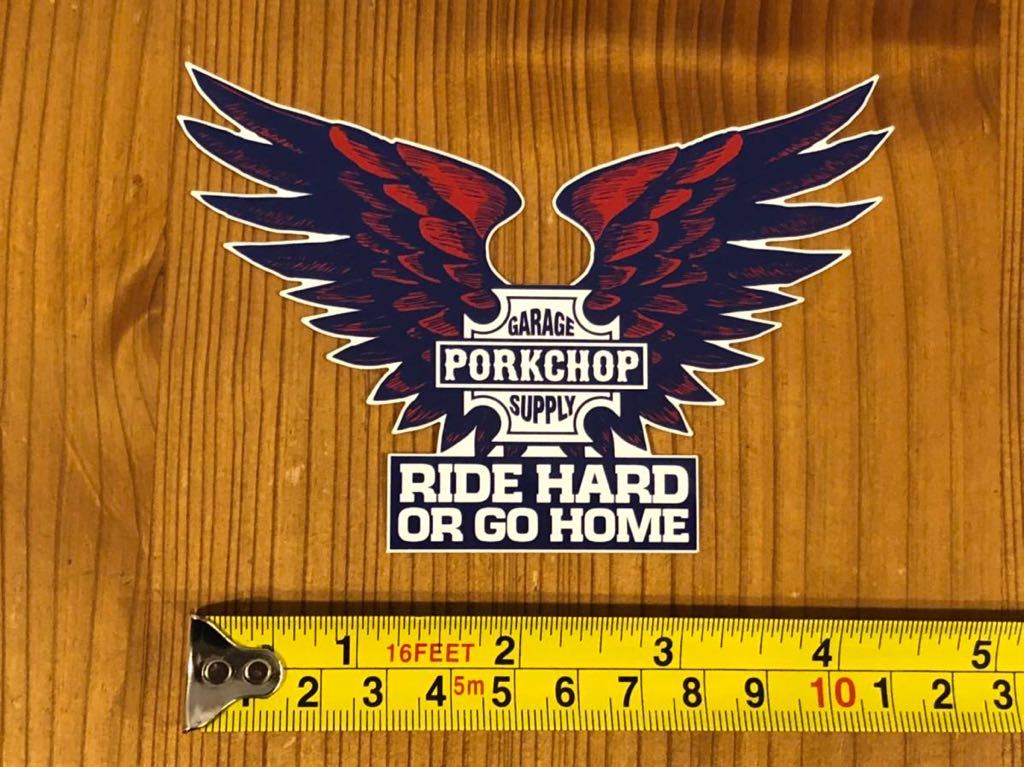 GARAGE
PORKCHOP
SUPPLY
RIDE HARD
OR GO HOME
1 16FEET 2 3 4 5
1 2 3 4 5m 5 6 7 8 9 10 1 2 3